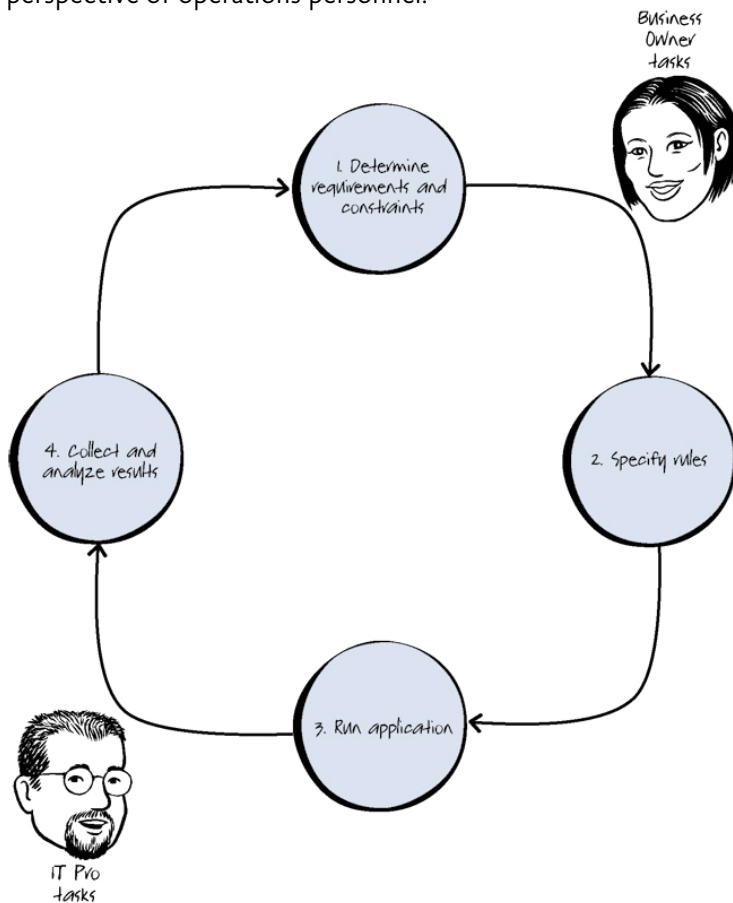 perspective of operations personnel.
Business
Owner
tasks
1. Determine
requirements and
constraints
4. Collect and
analyze results
2. Specify rules
3. Run application
IT Pro
tasks